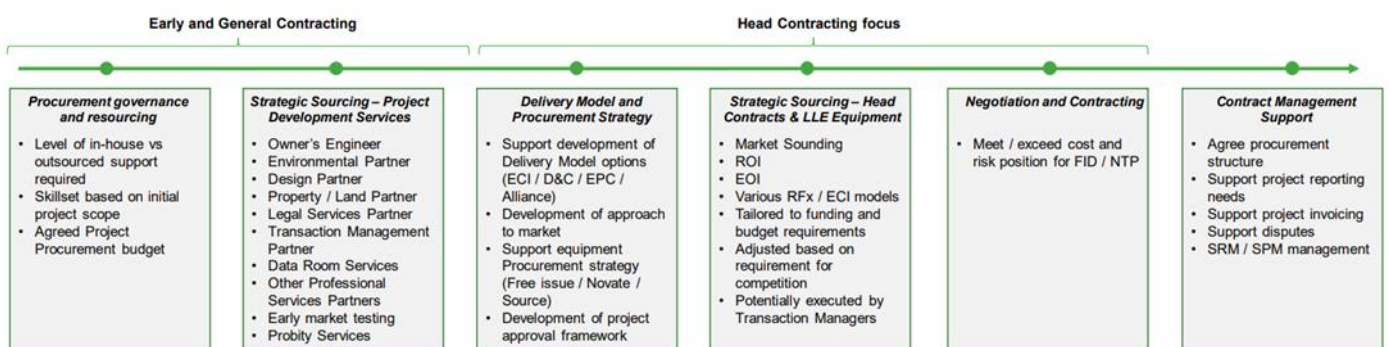 Early and General Contracting
Head Contracting focus
Procurement governance
and resourcing
• Level of in-house vs
outsourced support
required
• Skillset based on initial
project scope
• Agreed Project
Procurement budget
Strategic Sourcing – Project
Development Services
• Owner's Engineer
• Environmental Partner
• Design Partner
• Property / Land Partner
• Legal Services Partner
• Transaction Management
Partner
• Data Room Services
• Other Professional
Services Partners
• Early market testing
• Probity Services
Delivery Model and
Procurement Strategy
• Support development of
Delivery Model options
(ECI / D&C / EPC /
Alliance)
• Development of approach
to market
• Support equipment
Procurement strategy
(Free issue / Novate /
Source)
• Development of project
approval framework
Strategic Sourcing – Head
Contracts & LLE Equipment
• Market Sounding
• ROI
• EOI
• Various RFx / ECI models
• Tailored to funding and
budget requirements
• Adjusted based on
requirement for
competition
• Potentially executed by
Transaction Managers
Negotiation and Contracting
• Meet / exceed cost and
risk position for FID / NTP
Contract Management
Support
• Agree procurement
structure
• Support project reporting
needs
• Support project invoicing
• Support disputes
• SRM / SPM management